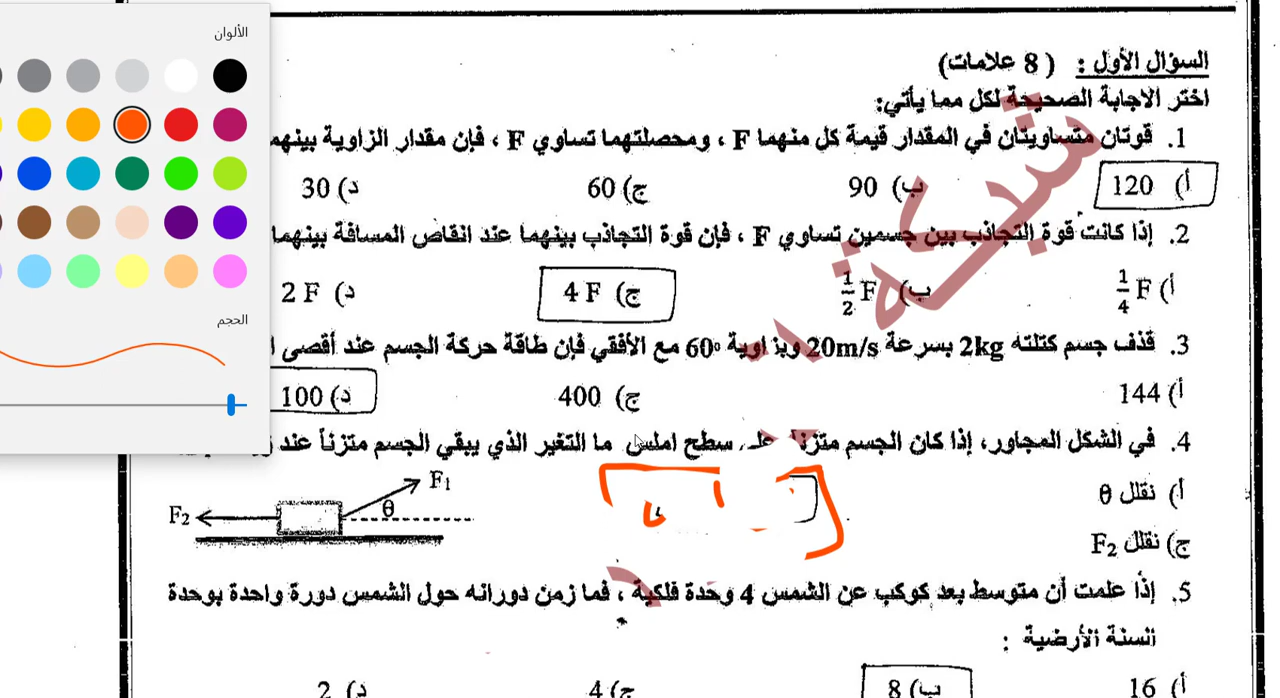 الألوان
الحجم
السؤال الأول : ( 8 علامات)
اختر الاجابة الصحيحة لكل مما يأتي:
1. قوتان متساويتان في المقدار قيمة كل منهما F ، ومحصلتهما تساوي F ، فإن مقدار الزاوية بينهم
أ) 120 ب) 90 ج) 60 د) 30
2. إذا كانت قوة التجاذب بين جسمين تساوي F ، فإن قوة التجاذب بينهما عند انقاص المسافة بينهم
أ) 1/4 F ب) 1/2 F ج) 4 F د) 2 F
3. قذف جسم كتلته 2kg بسرعة 20m/s وبزاوية 60° مع الأفقي فإن طاقة حركة الجسم عند أقصى
أ) 144 ج) 400 د) 100
4. في الشكل المجاور، إذا كان الجسم متزناً سطح املس ما التغير الذي يبقي الجسم متزناً عند
أ) نقلل θ
ج) نقلل F₂
F₁
θ
F₂
5. إذا علمت أن متوسط بعد كوكب عن الشمس 4 وحدة فلكية ، فما زمن دورانه حول الشمس دورة واحدة بوحدة
السنة الأرضية :
أ) 16 ب) 8 ج) 4 د) 2
شبكة